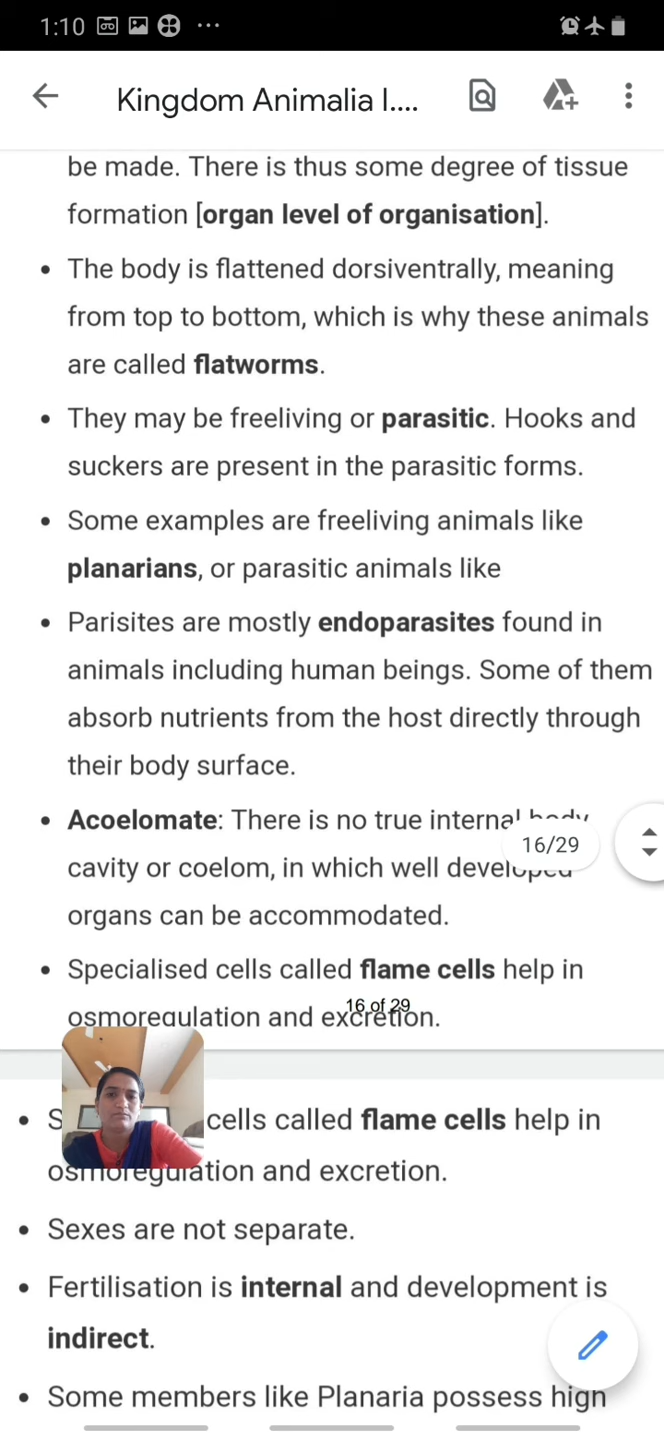 1:10
Kingdom Animalia I....
be made. There is thus some degree of tissue
formation [organ level of organisation].
• The body is flattened dorsiventrally, meaning
from top to bottom, which is why these animals
are called flatworms.
• They may be freeliving or parasitic. Hooks and
suckers are present in the parasitic forms.
• Some examples are freeliving animals like
planarians, or parasitic animals like
• Parisites are mostly endoparasites found in
animals including human beings. Some of them
absorb nutrients from the host directly through
their body surface.
• Acoelomate: There is no true internal body
16/29
cavity or coelom, in which well developed
organs can be accommodated.
• Specialised cells called flame cells help in
16 of 29
osmoregulation and excretion.
• S cells called flame cells help in
osmoregulation and excretion.
• Sexes are not separate.
• Fertilisation is internal and development is
indirect.
• Some members like Planaria possess high